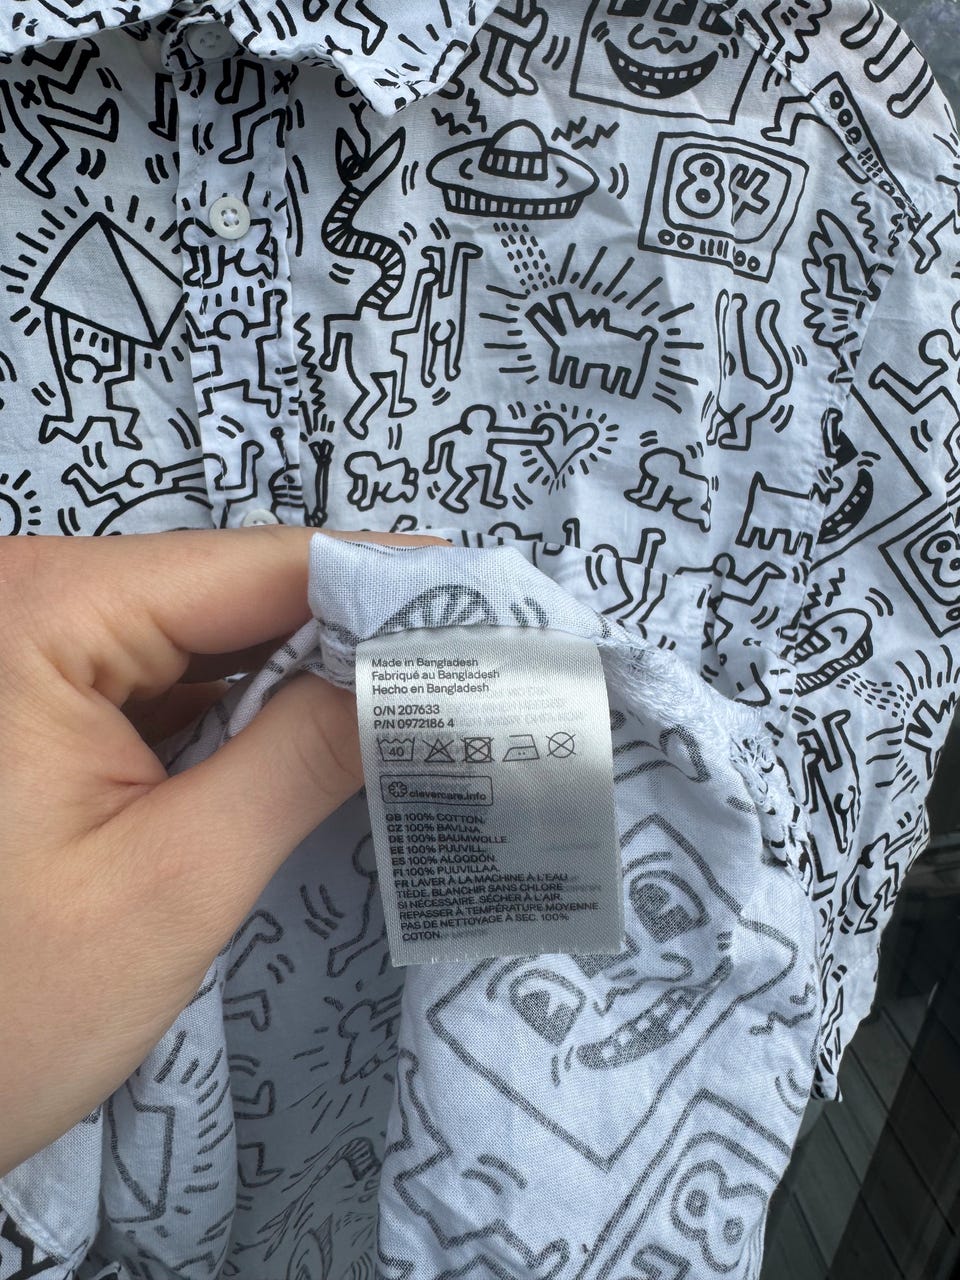 84
Made in Bangladesh
Fabriqué au Bangladesh
Hecho en Bangladesh
O/N 207633
P/N 0972186 4
40
clevercare.info
GB 100% COTTON.
CZ 100% BAVLNA.
DE 100% BAUMWOLLE.
EE 100% PUUVILL.
ES 100% ALGODÓN.
FI 100% PUUVILLAA.
FR LAVER À LA MACHINE À L'EAU
TIÈDE. BLANCHIR SANS CHLORE
SI NÉCESSAIRE. SÉCHER À L'AIR.
REPASSER À TEMPÉRATURE MOYENNE
PAS DE NETTOYAGE À SEC. 100%
COTON.